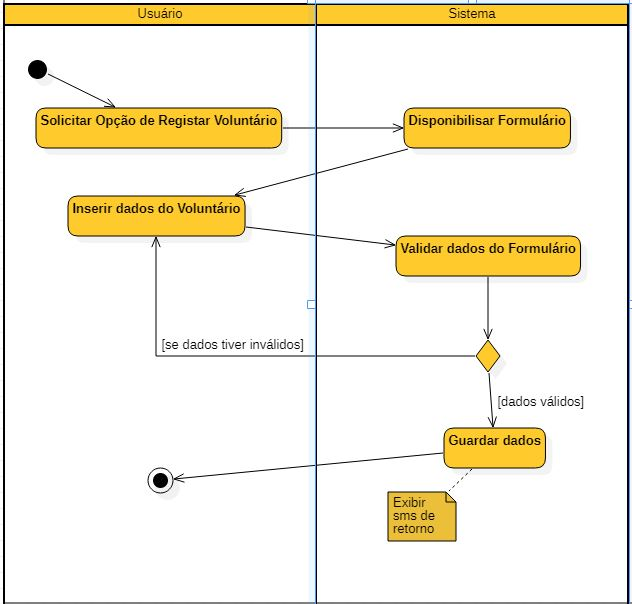 Usuário
Sistema
Solicitar Opção de Registar Voluntário
Disponibilisar Formulário
Inserir dados do Voluntário
Validar dados do Formulário
[se dados tiver inválidos]
[dados válidos]
Guardar dados
Exibir
sms de
retorno